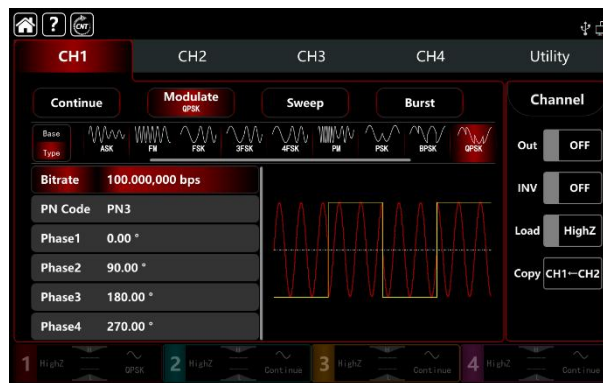 ? CNT
CH1 CH2 CH3 CH4 Utility
Continue Modulate QPSK Sweep Burst Channel
Base Type ASK FM FSK 3FSK 4FSK PM PSK BPSK QPSK
Out OFF
Bitrate 100.000,000 bps
INV OFF
PN Code PN3
Phase1 0.00 °
Load HighZ
Phase2 90.00 °
Copy CH1←CH2
Phase3 180.00 °
Phase4 270.00 °
1 HighZ QPSK 2 HighZ Continue 3 HighZ Continue 4 HighZ Continue